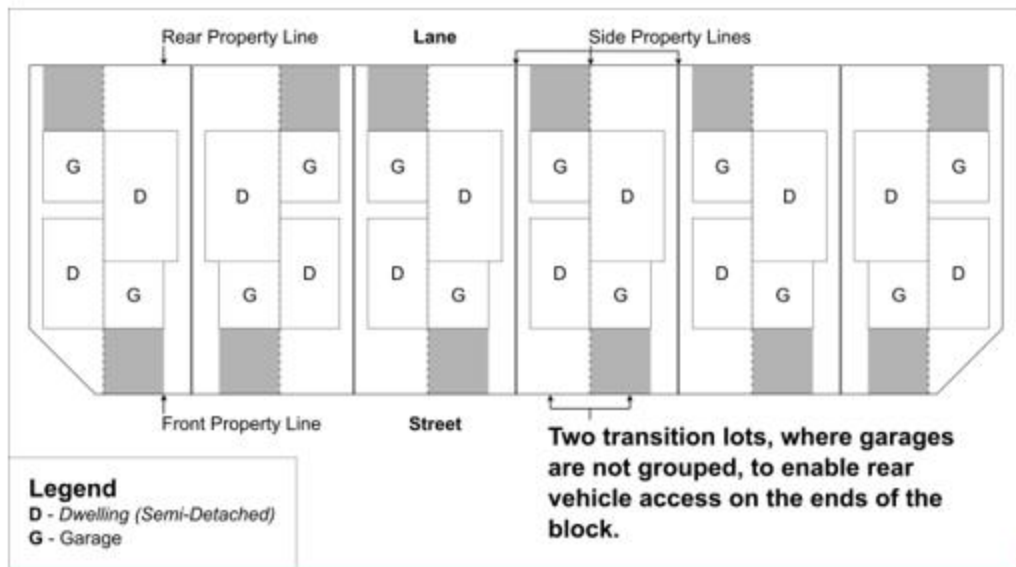 Rear Property Line Lane Side Property Lines
G G G G G G
D D D D D D
D D D D D D
G G G G G G
Front Property Line Street
Two transition lots, where garages
are not grouped, to enable rear
vehicle access on the ends of the
block.
Legend
D - Dwelling (Semi-Detached)
G - Garage